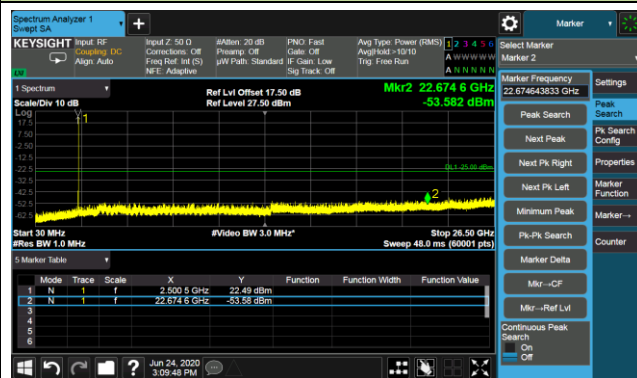 Spectrum Analyzer 1
Swept SA
KEYSIGHT
Input: RF
Coupling: DC
Align: Auto
Input Z: 50 Ω
Corrections: Off
Freq Ref: Int (S)
NFE: Adaptive
#Atten: 20 dB
Preamp: Off
µW Path: Standard
PNO: Fast
Gate: Off
IF Gain: Low
Sig Track: Off
Avg Type: Power (RMS)
Avg|Hold:>10/10
Trig: Free Run
1 2 3 4 5 6
A W W W W W
A N N N N N
1 Spectrum
Scale/Div 10 dB
Ref Lvl Offset 17.50 dB
Ref Level 27.50 dBm
Mkr2 22.674 6 GHz
-53.582 dBm
Log
17.5
7.50
-2.50
-12.5
-22.5
-32.5
-42.5
-52.5
-62.5
1
DL1 -25.00 dBm
2
Start 30 MHz
#Res BW 1.0 MHz
#Video BW 3.0 MHz*
Stop 26.50 GHz
Sweep 48.0 ms (60001 pts)
5 Marker Table
Mode Trace Scale X Y Function Function Width Function Value
1 N 1 f 2.500 5 GHz 22.49 dBm
2 N 1 f 22.674 6 GHz -53.58 dBm
3
4
5
6
Jun 24, 2020
3:09:48 PM
Marker
Select Marker
Marker 2
Marker Frequency
22.674643833 GHz
Peak Search
Next Peak
Next Pk Right
Next Pk Left
Minimum Peak
Pk-Pk Search
Marker Delta
Mkr→CF
Mkr→Ref Lvl
Continuous Peak
Search
On
Off
Settings
Peak
Search
Pk Search
Config
Properties
Marker
Function
Marker→
Counter